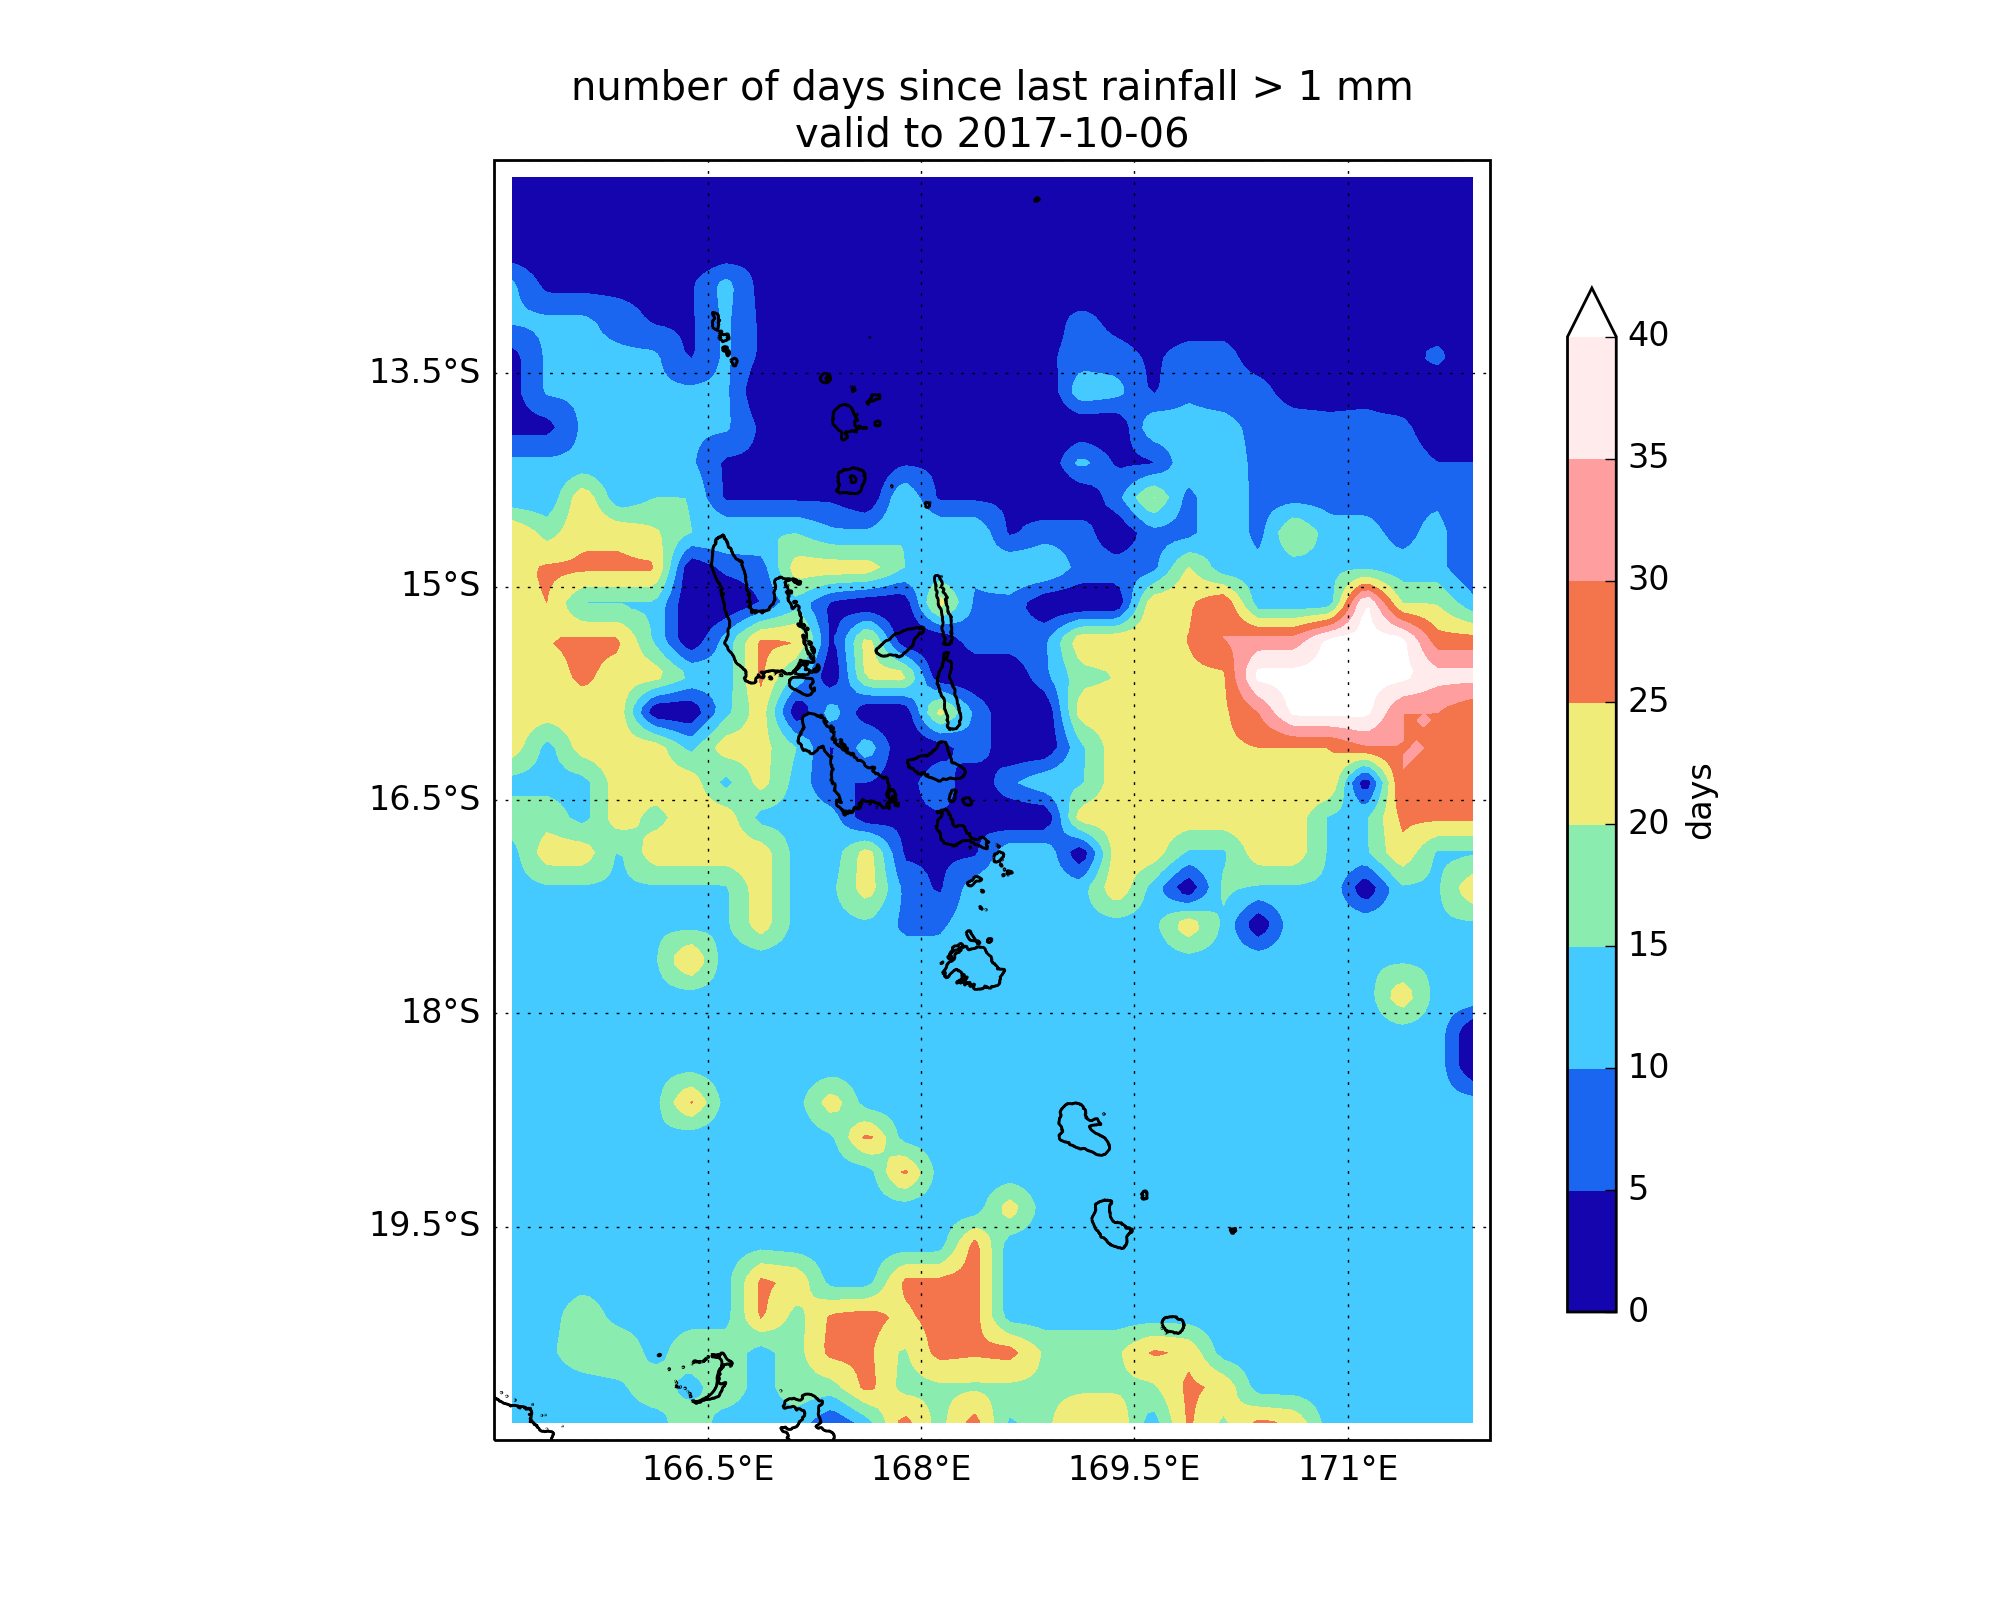 number of days since last rainfall > 1 mm
valid to 2017-10-06
13.5°S
15°S
16.5°S
18°S
19.5°S
166.5°E
168°E
169.5°E
171°E
40
35
30
25
20
15
10
5
0
days